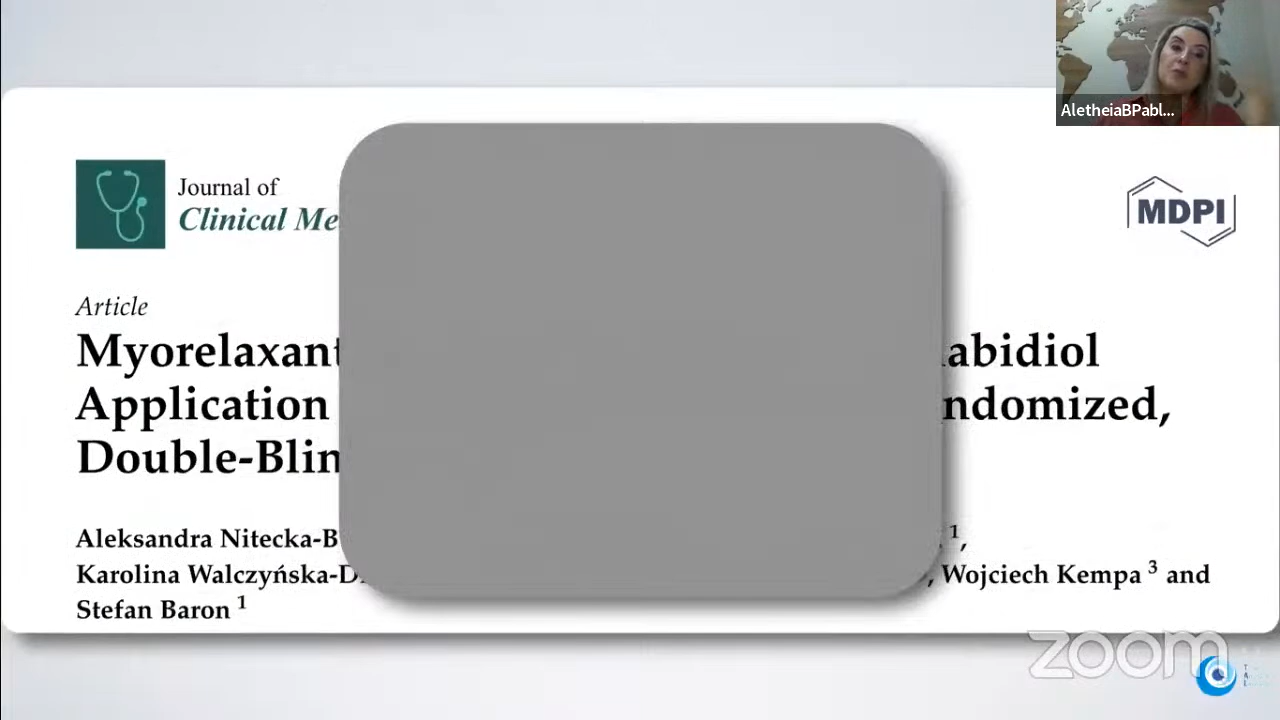 AletheiaBPabl...
Journal of
Clinical Me
MDPI
Article
Myorelaxant abidiol
Application ndomized,
Double-Blin
Aleksandra Nitecka-B 1,
Karolina Walczyńska-D , Wojciech Kempa 3 and
Stefan Baron 1
zoom